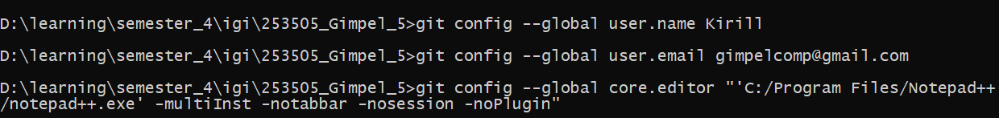 D:\learning\semester_4\igi\253505_Gimpel_5>git config --global user.name Kirill
D:\learning\semester_4\igi\253505_Gimpel_5>git config --global user.email gimpelcomp@gmail.com
D:\learning\semester_4\igi\253505_Gimpel_5>git config --global core.editor "'C:/Program Files/Notepad++
/notepad++.exe' -multiInst -notabbar -nosession -noPlugin"